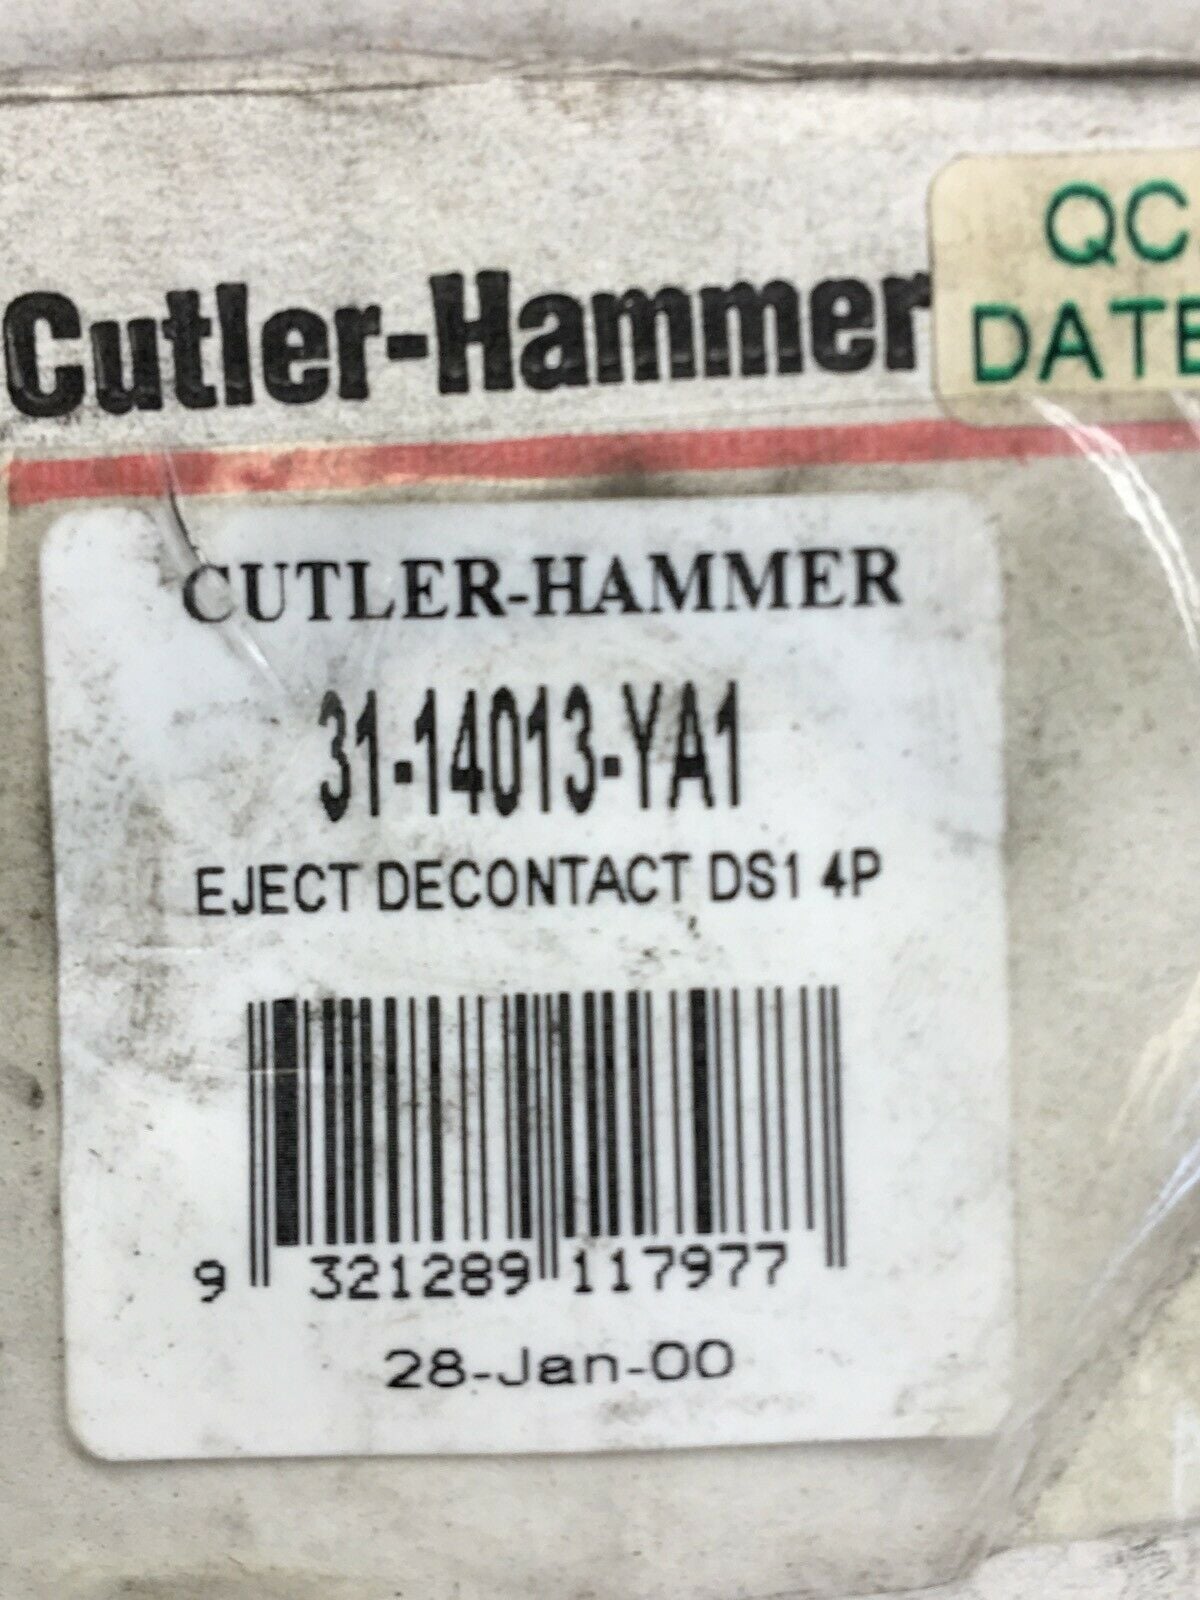 Cutler-Hammer
QC
DATE
CUTLER-HAMMER
31-14013-YA1
EJECT DECONTACT DS1 4P
9 321289 117977
28-Jan-00